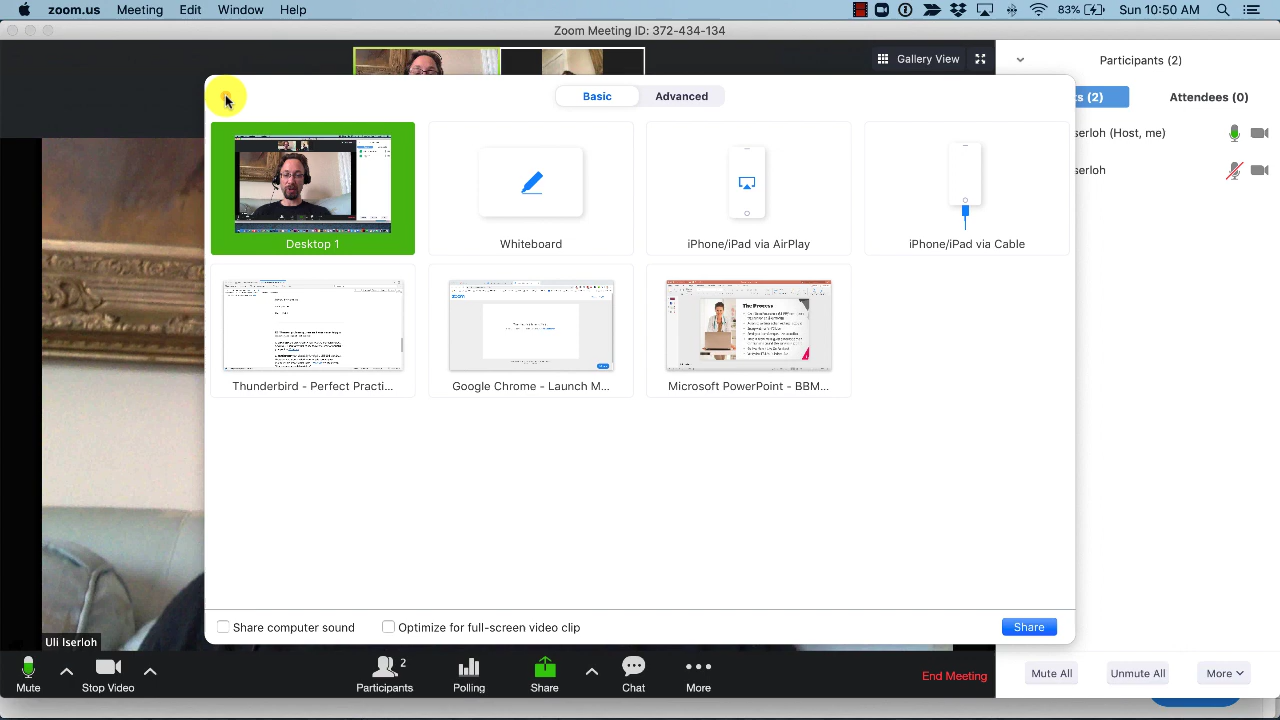 zoom.us Meeting Edit Window Help 83% Sun 10:50 AM
Zoom Meeting ID: 372-434-134
Gallery View
Participants (2)
Basic Advanced
s (2) Attendees (0)
serloh (Host, me)
serloh
Desktop 1 Whiteboard iPhone/iPad via AirPlay iPhone/iPad via Cable
The Process
Thunderbird - Perfect Practi... Google Chrome - Launch M... Microsoft PowerPoint - BBM...
Share computer sound Optimize for full-screen video clip Share
Uli Iserloh
2
Mute Stop Video Participants Polling Share Chat More End Meeting
Mute All Unmute All More